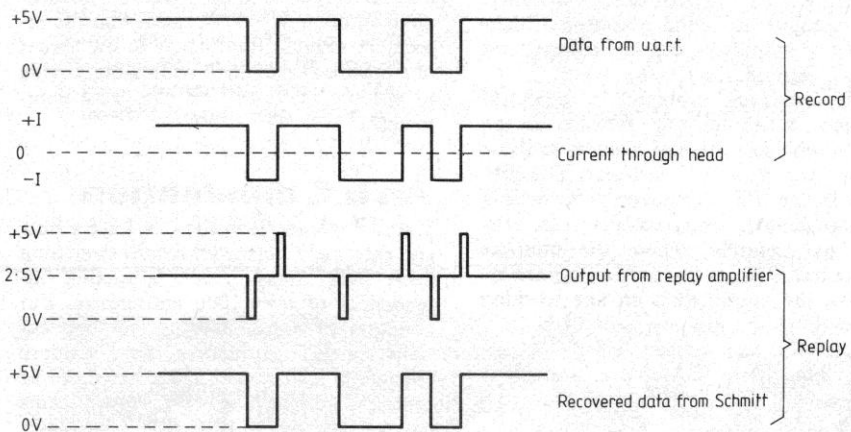 +5V
Data from u.a.r.t.
0V
Record
+I
0
Current through head
-I
+5V
2·5V
Output from replay amplifier
0V
Replay
+5V
Recovered data from Schmitt
0V